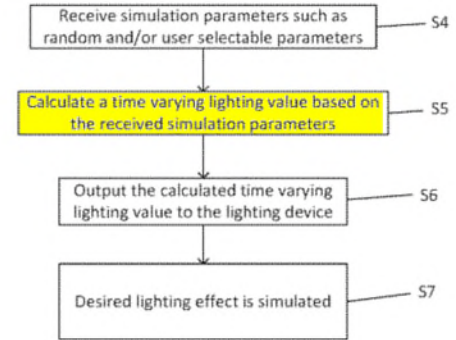 Receive simulation parameters such as
random and/or user selectable parameters
S4
Calculate a time varying lighting value based on
the received simulation parameters
S5
Output the calculated time varying
lighting value to the lighting device
S6
Desired lighting effect is simulated
S7